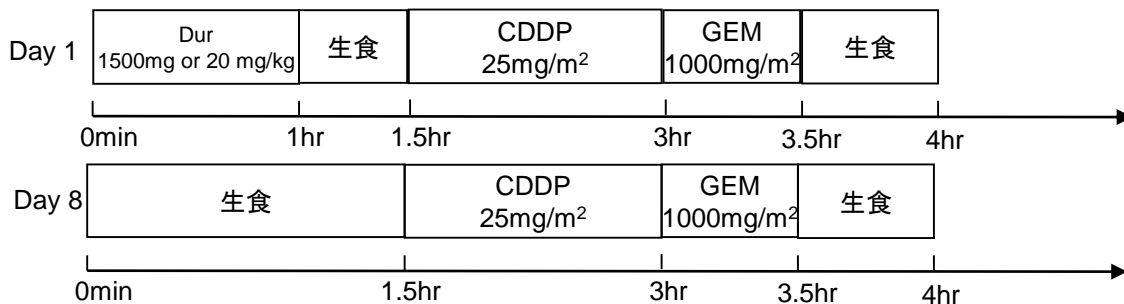 Day 1
Dur
1500mg or 20 mg/kg
生食
CDDP
25mg/m²
GEM
1000mg/m²
生食
0min 1hr 1.5hr 3hr 3.5hr 4hr
Day 8
生食
CDDP
25mg/m²
GEM
1000mg/m²
生食
0min 1.5hr 3hr 3.5hr 4hr